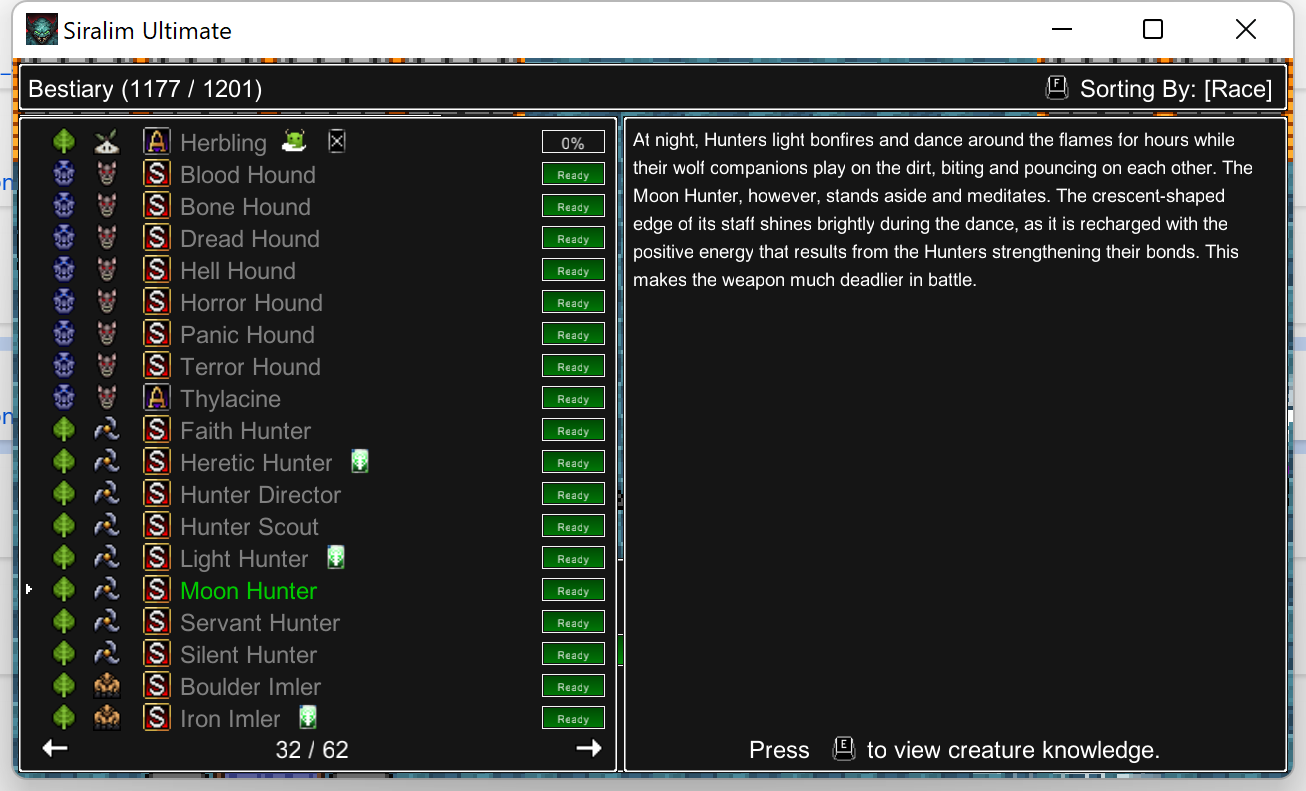 Siralim Ultimate
Bestiary (1177 / 1201)
F Sorting By: [Race]
A Herbling 0%
S Blood Hound Ready
S Bone Hound Ready
S Dread Hound Ready
S Hell Hound Ready
S Horror Hound Ready
S Panic Hound Ready
S Terror Hound Ready
A Thylacine Ready
S Faith Hunter Ready
S Heretic Hunter Ready
S Hunter Director Ready
S Hunter Scout Ready
S Light Hunter Ready
S Moon Hunter Ready
S Servant Hunter Ready
S Silent Hunter Ready
S Boulder Imler Ready
S Iron Imler Ready
32 / 62
At night, Hunters light bonfires and dance around the flames for hours while
their wolf companions play on the dirt, biting and pouncing on each other. The
Moon Hunter, however, stands aside and meditates. The crescent-shaped
edge of its staff shines brightly during the dance, as it is recharged with the
positive energy that results from the Hunters strengthening their bonds. This
makes the weapon much deadlier in battle.
Press E to view creature knowledge.